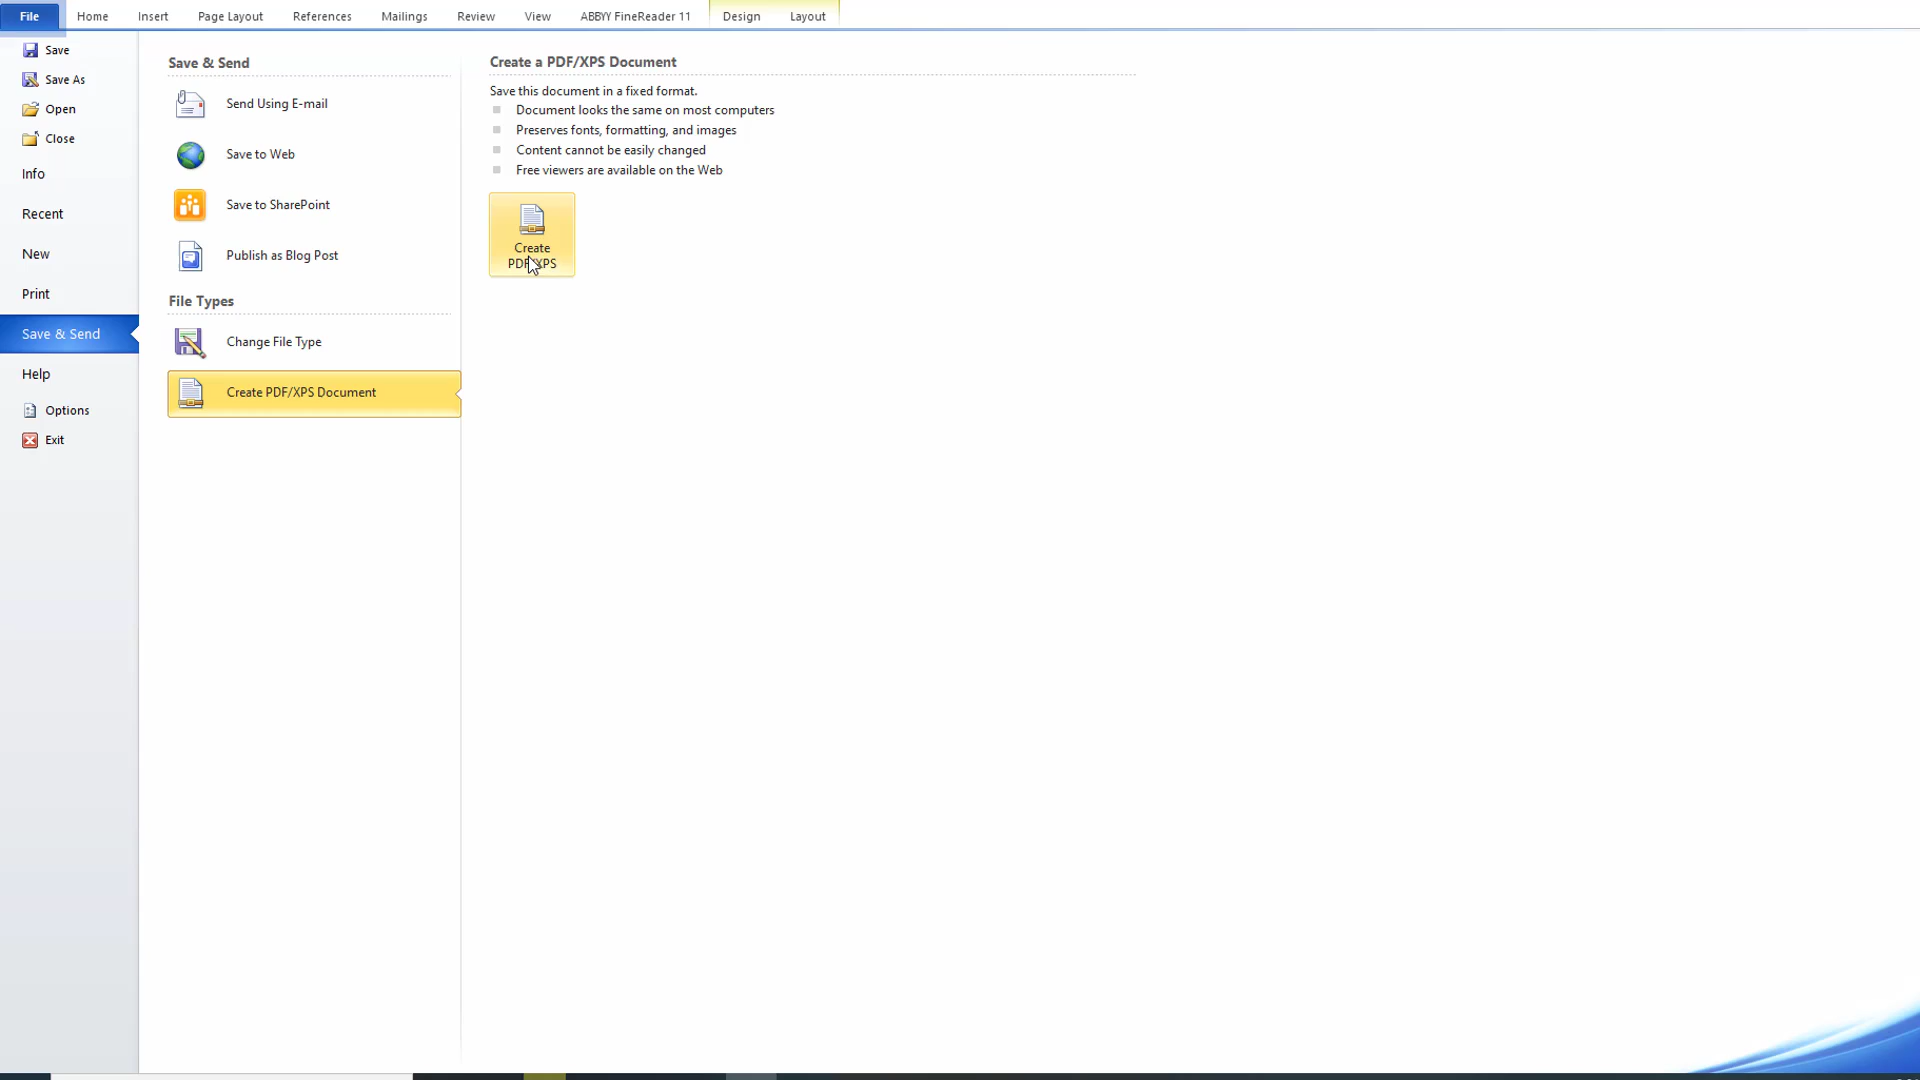 File
Home
Insert
Page Layout
References
Mailings
Review
View
ABBYY FineReader 11
Design
Layout
Save
Save As
Open
Close
Info
Recent
New
Print
Save & Send
Help
Options
Exit
Save & Send
Send Using E-mail
Save to Web
Save to SharePoint
Publish as Blog Post
File Types
Change File Type
Create PDF/XPS Document
Create a PDF/XPS Document
Save this document in a fixed format.
Document looks the same on most computers
Preserves fonts, formatting, and images
Content cannot be easily changed
Free viewers are available on the Web
Create
PDF/XPS